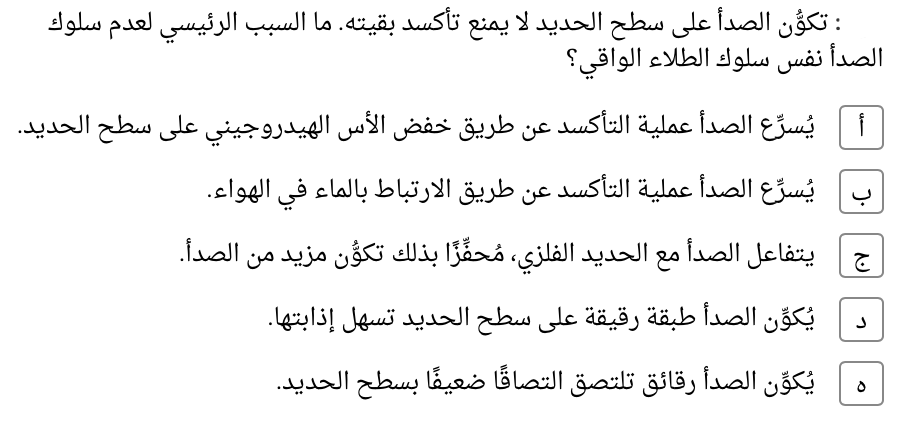 : تكوُّن الصدأ على سطح الحديد لا يمنع تأكسد بقيته. ما السبب الرئيسي لعدم سلوك
الصدأ نفس سلوك الطلاء الواقي؟
أ يُسرِّع الصدأ عملية التأكسد عن طريق خفض الأس الهيدروجيني على سطح الحديد.
ب يُسرِّع الصدأ عملية التأكسد عن طريق الارتباط بالماء في الهواء.
ج يتفاعل الصدأ مع الحديد الفلزي، مُحفِّزًا بذلك تكوُّن مزيد من الصدأ.
د يُكوِّن الصدأ طبقة رقيقة على سطح الحديد تسهل إذابتها.
ه يُكوِّن الصدأ رقائق تلتصق التصاقًا ضعيفًا بسطح الحديد.